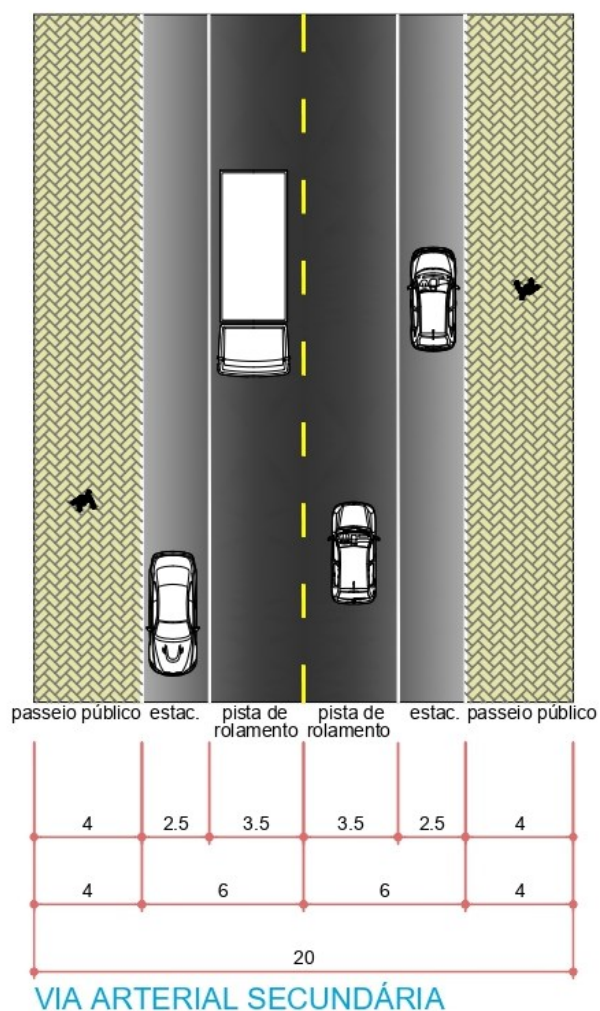 passeio público estac. pista de rolamento pista de rolamento estac. passeio público
4 2.5 3.5 3.5 2.5 4
4 6 6 4
20
VIA ARTERIAL SECUNDÁRIA